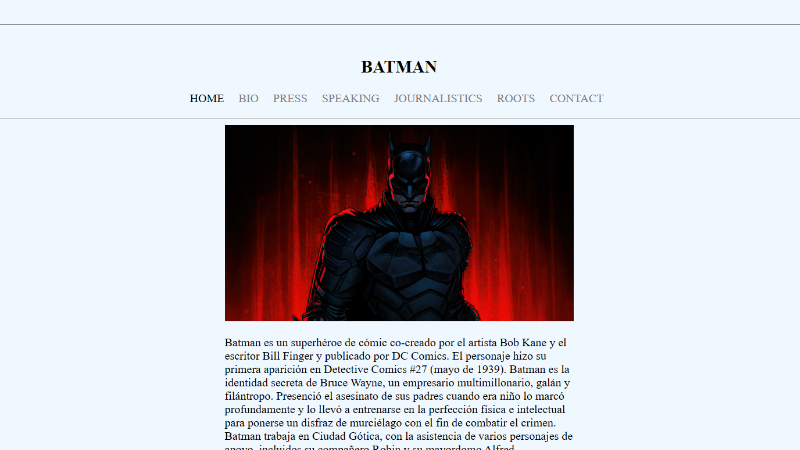 BATMAN
HOME BIO PRESS SPEAKING JOURNALISTICS ROOTS CONTACT
Batman es un superhéroe de cómic co-creado por el artista Bob Kane y el
escritor Bill Finger y publicado por DC Comics. El personaje hizo su
primera aparición en Detective Comics #27 (mayo de 1939). Batman es la
identidad secreta de Bruce Wayne, un empresario multimillonario, galán y
filántropo. Presenció el asesinato de sus padres cuando era niño lo marcó
profundamente y lo llevó a entrenarse en la perfección física e intelectual
para ponerse un disfraz de murciélago con el fin de combatir el crimen.
Batman trabaja en Ciudad Gótica, con la asistencia de varios personajes de
apoyo, incluidos su compañero Robin y su mayordomo Alfred